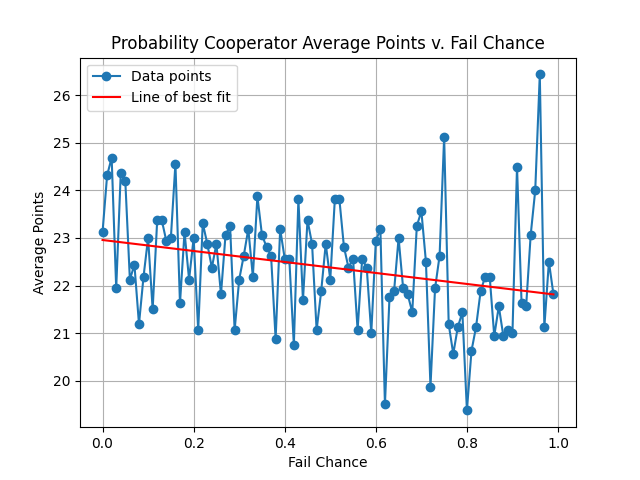 Probability Cooperator Average Points v. Fail Chance
Data points
Line of best fit
26
25
24
23
22
21
20
Average Points
0.0 0.2 0.4 0.6 0.8 1.0
Fail Chance